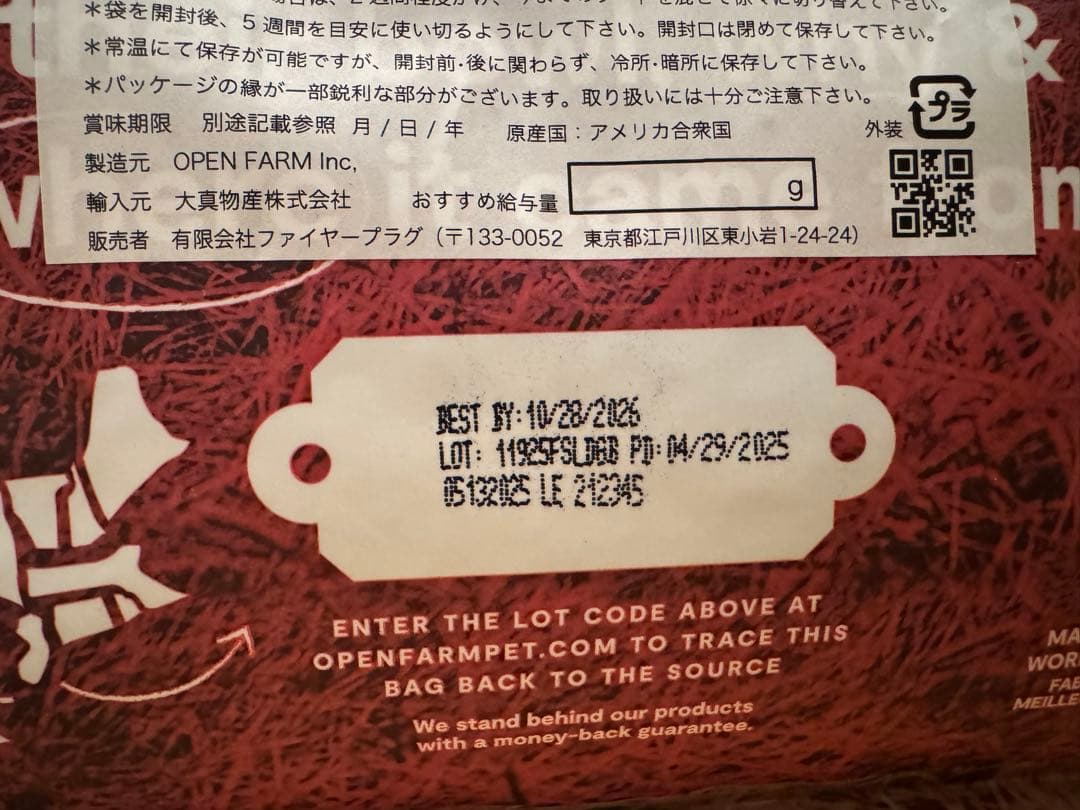 ＊袋を開封後、5週間を目安に使い切るようにして下さい。開封口は閉めて保存して下さい。
＊常温にて保存が可能ですが、開封前・後に関わらず、冷所・暗所に保存して下さい。
＊パッケージの縁が一部鋭利な部分がございます。取り扱いには十分ご注意下さい。
賞味期限 別途記載参照 月/日/年 原産国：アメリカ合衆国 外装 プラ
製造元 OPEN FARM Inc,
輸入元 大真物産株式会社 おすすめ給与量 g
販売者 有限会社ファイヤープラグ（〒133-0052 東京都江戸川区東小岩1-24-24）
BEST BY: 10/28/2026
LOT: 11925FSLDBB PD: 04/29/2025
05132025 LE 212345
ENTER THE LOT CODE ABOVE AT
OPENFARMPET.COM TO TRACE THIS
BAG BACK TO THE SOURCE
We stand behind our products
with a money-back guarantee.